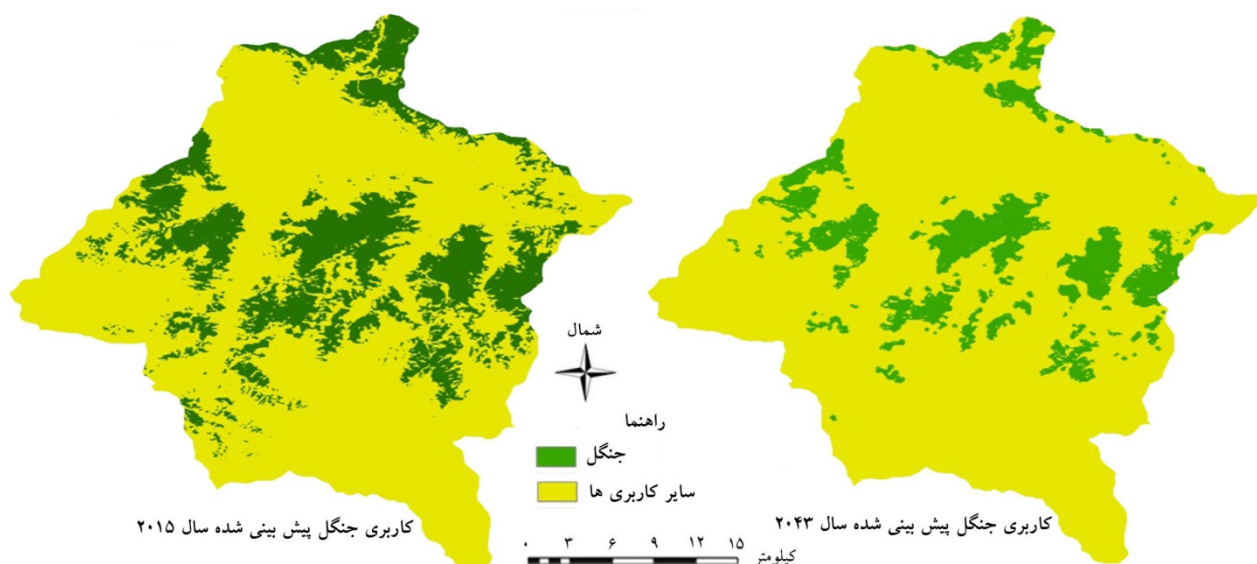 شمال
راهنما
جنگل
سایر کاربری ها
کاربری جنگل پیش بینی شده سال ۲۰۱۵
کاربری جنگل پیش بینی شده سال ۲۰۴۳
۰ ۳ ۶ ۹ ۱۲ ۱۵
کیلومتر